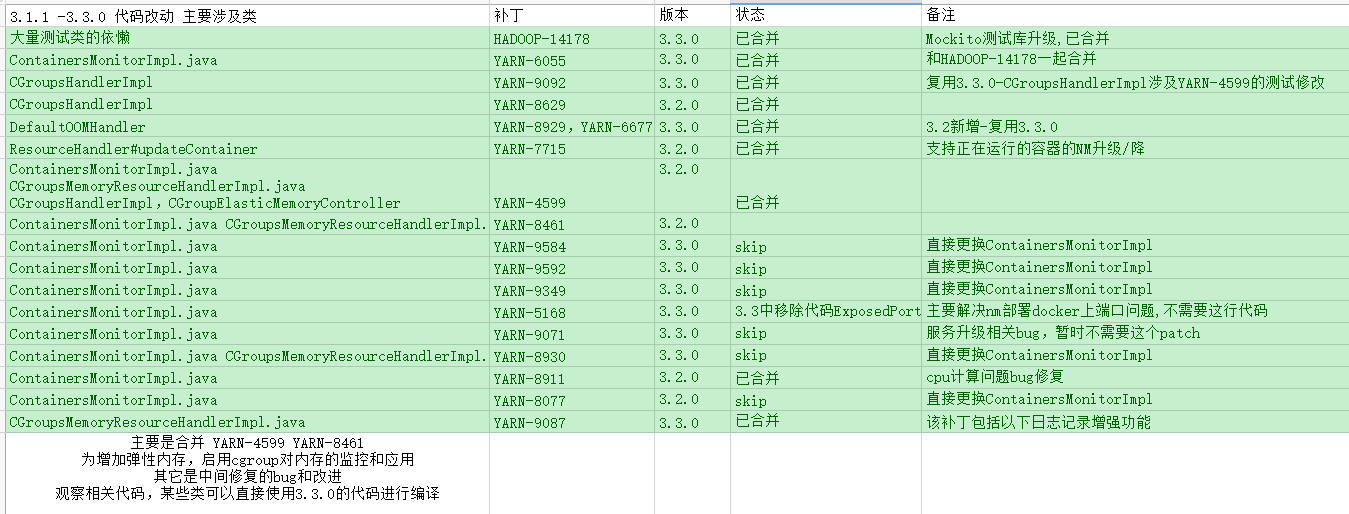 3.1.1 -3.3.0 代码改动 主要涉及类 补丁 版本 状态 备注
大量测试类的依懒 HADOOP-14178 3.3.0 已合并 Mockito测试库升级,已合并
ContainersMonitorImpl.java YARN-6055 3.3.0 已合并 和HADOOP-14178一起合并
CGroupsHandlerImpl YARN-9092 3.3.0 已合并 复用3.3.0-CGroupsHandlerImpl涉及YARN-4599的测试修改
CGroupsHandlerImpl YARN-8629 3.2.0 已合并
DefaultOOMHandler YARN-8929，YARN-6677 3.3.0 已合并 3.2新增-复用3.3.0
ResourceHandler#updateContainer YARN-7715 3.2.0 已合并 支持正在运行的容器的NM升级/降
ContainersMonitorImpl.java 3.2.0
CGroupsMemoryResourceHandlerImpl.java
CGroupsHandlerImpl，CGroupElasticMemoryController YARN-4599 已合并
ContainersMonitorImpl.java CGroupsMemoryResourceHandlerImpl. YARN-8461 3.2.0
ContainersMonitorImpl.java YARN-9584 3.3.0 skip 直接更换ContainersMonitorImpl
ContainersMonitorImpl.java YARN-9592 3.3.0 skip 直接更换ContainersMonitorImpl
ContainersMonitorImpl.java YARN-9349 3.3.0 skip 直接更换ContainersMonitorImpl
ContainersMonitorImpl.java YARN-5168 3.3.0 3.3中移除代码ExposedPort 主要解决nm部署docker上端口问题,不需要这行代码
ContainersMonitorImpl.java YARN-9071 3.3.0 skip 服务升级相关bug，暂时不需要这个patch
ContainersMonitorImpl.java CGroupsMemoryResourceHandlerImpl. YARN-8930 3.3.0 skip 直接更换ContainersMonitorImpl
ContainersMonitorImpl.java YARN-8911 3.2.0 已合并 cpu计算问题bug修复
ContainersMonitorImpl.java YARN-8077 3.2.0 skip 直接更换ContainersMonitorImpl
CGroupsMemoryResourceHandlerImpl.java YARN-9087 3.3.0 已合并 该补丁包括以下日志记录增强功能
主要是合并 YARN-4599 YARN-8461
为增加弹性内存，启用cgroup对内存的监控和应用
其它是中间修复的bug和改进
观察相关代码，某些类可以直接使用3.3.0的代码进行编译